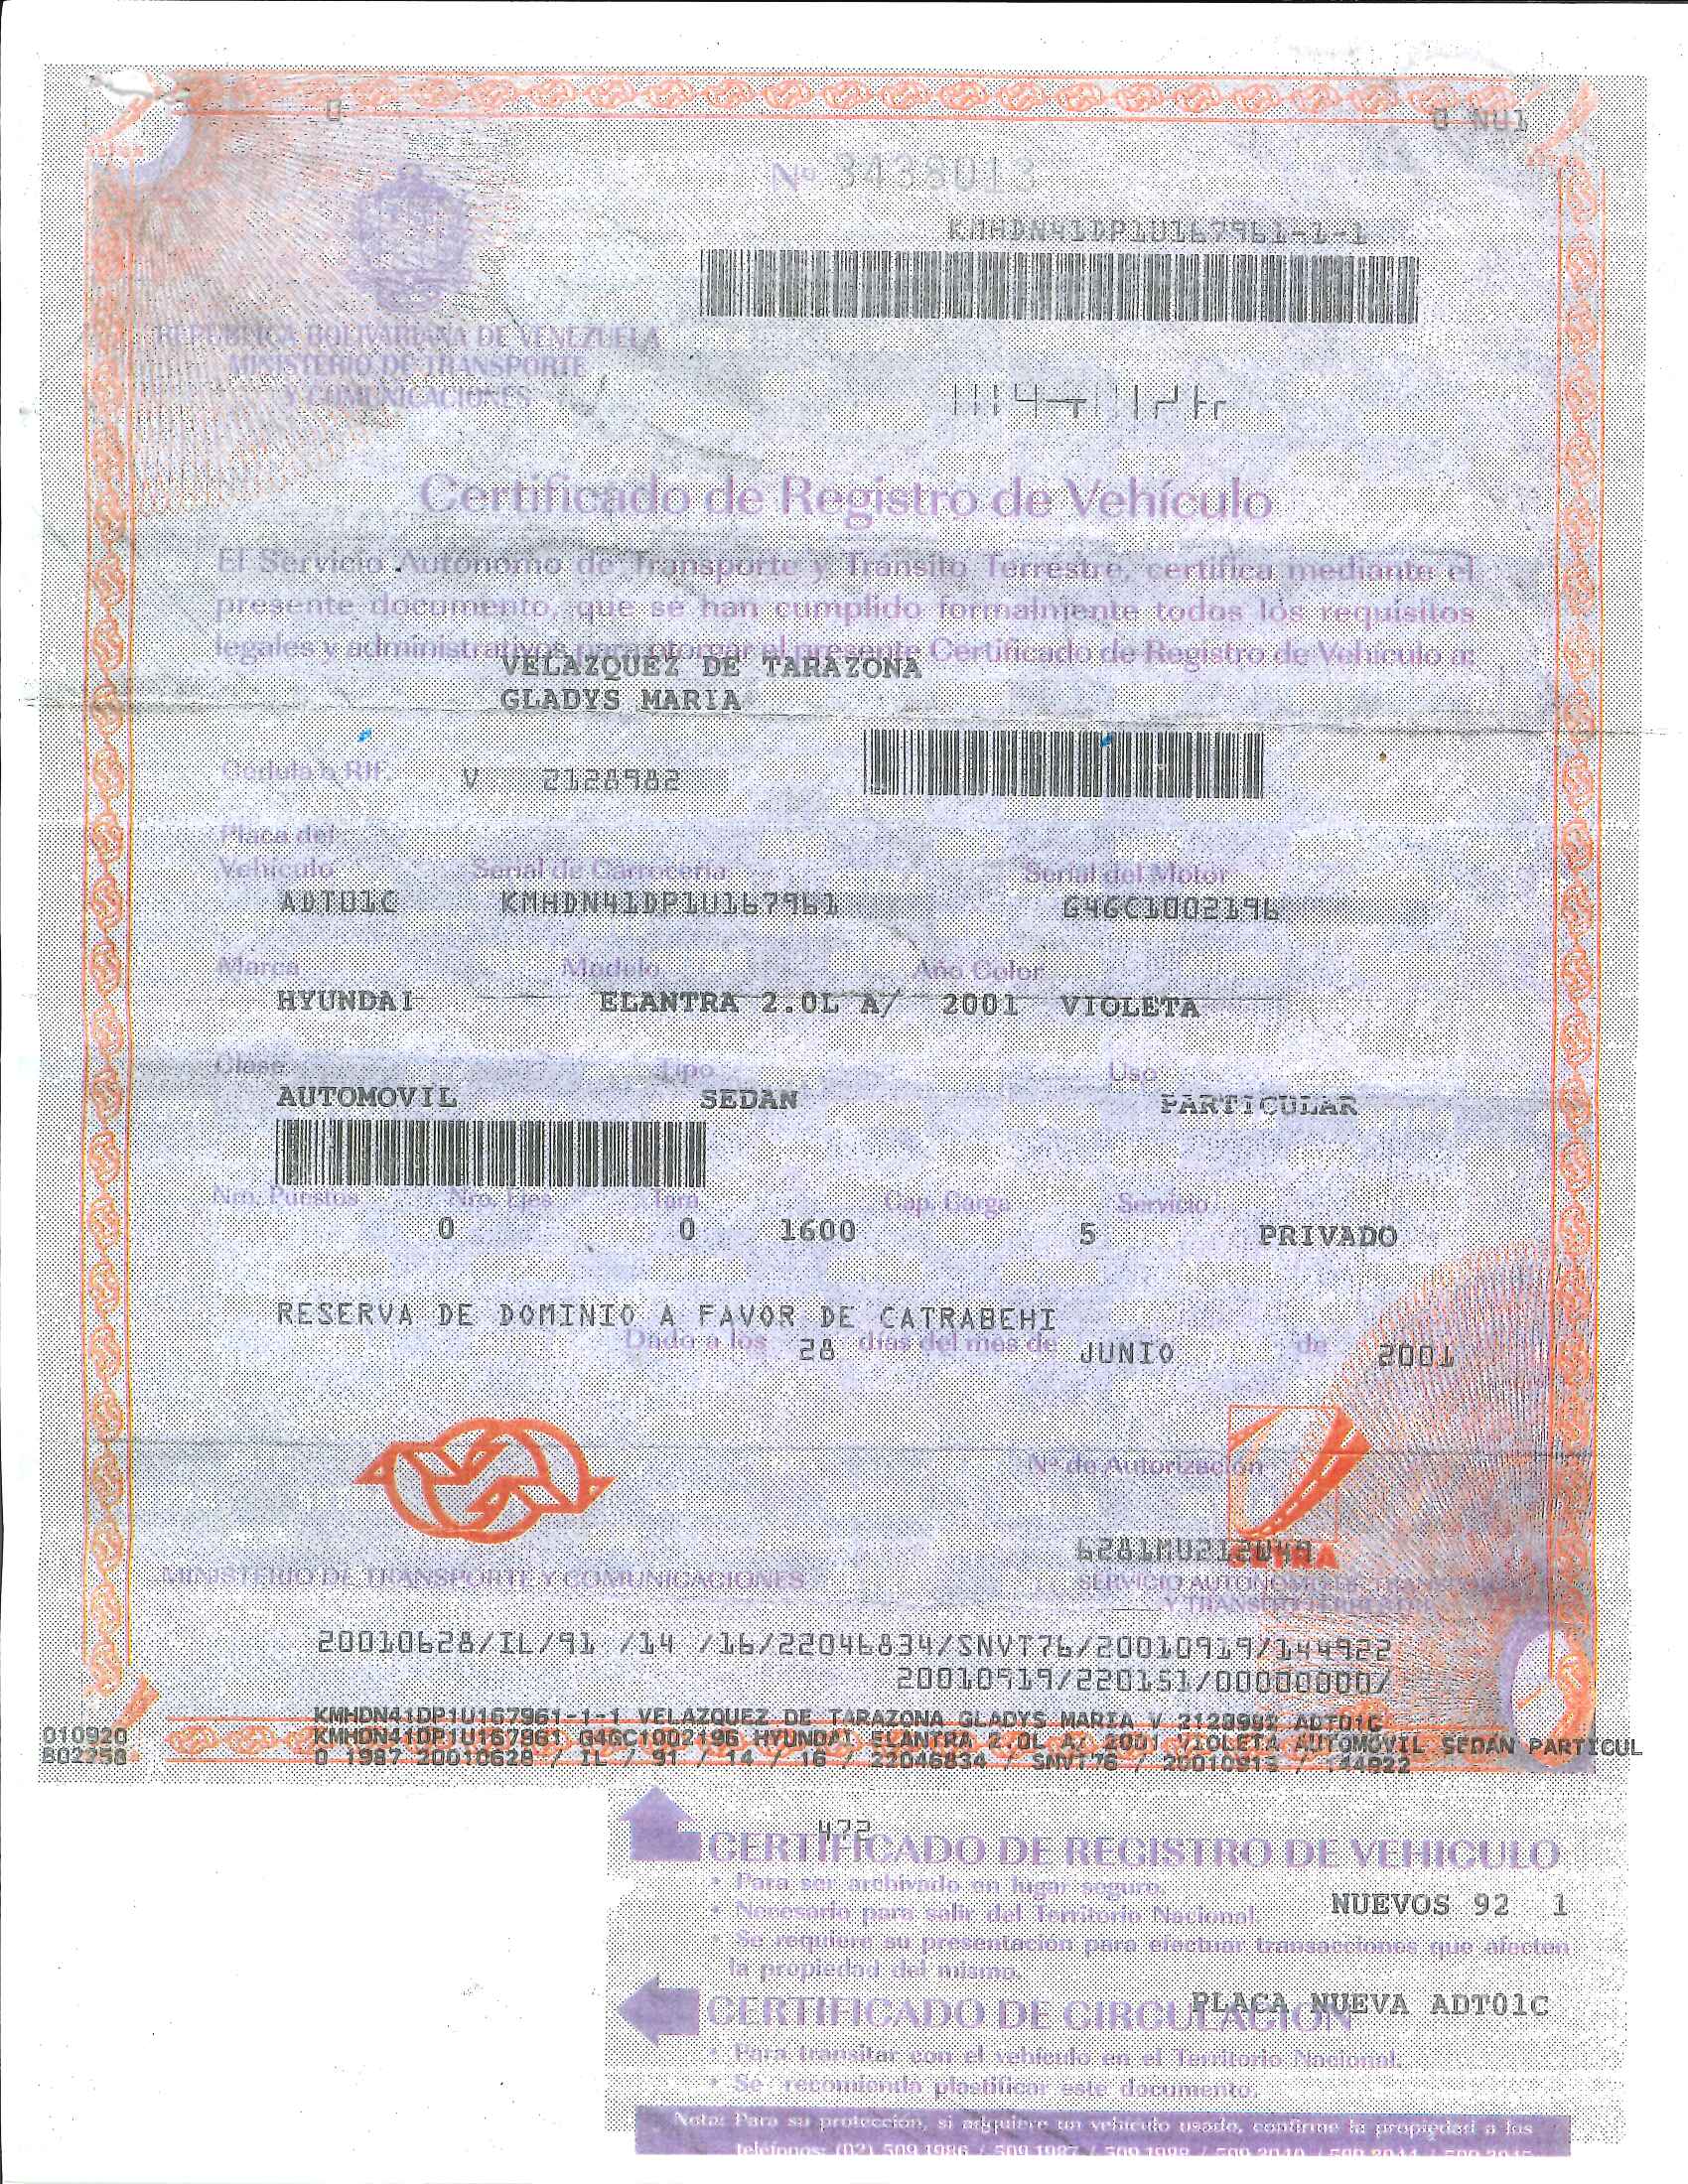 0
0 NU1
Nº 3438013
KMHDN41DP1U167961-1-1
REPUBLICA BOLIVARIANA DE VENEZUELA
MINISTERIO DE TRANSPORTE
Y COMUNICACIONES
Certificado de Registro de Vehículo
El Servicio Autónomo de Transporte y Tránsito Terrestre, certifica mediante el
presente documento, que se han cumplido formalmente todos los requisitos
legales y administrativos para otorgar el presente Certificado de Registro de Vehículo a:
VELAZQUEZ DE TARAZONA
GLADYS MARIA
Cedula o RIF. V 2128982
Placa del
Vehículo Serial de Carrocería Serial del Motor
ADT01C KMHDN41DP1U167961 G4GC1002196
Marca Modelo Año Color
HYUNDAI ELANTRA 2.0L A/ 2001 VIOLETA
Clase Tipo Uso
AUTOMOVIL SEDAN PARTICULAR
Nro. Puestos Nro. Ejes Tara Cap. Carga Servicio
0 0 1600 5 PRIVADO
RESERVA DE DOMINIO A FAVOR DE CATRABEHI
Dado a los 28 días del mes de JUNIO de 2001
Nº de Autorización
6281MU212W49
MINISTERIO DE TRANSPORTE Y COMUNICACIONES
SERVICIO AUTONOMO DE TRANSPORTE
Y TRANSITO TERRESTRE
20010628/IL/91 /14 /16/22046834/SNVT76/20010919/144922
20010919/220151/00000000/
KMHDN41DP1U167961-1-1 VELAZQUEZ DE TARAZONA GLADYS MARIA V 2128982 ADT01C
010920 KMHDN41DP1U167961 G4GC1002196 HYUNDAI ELANTRA 2.0L A/ 2001 VIOLETA AUTOMOVIL SEDAN PARTICUL
802250 0 1987 20010628 / IL / 91 / 14 / 16 / 22046834 / SNVT76 / 20010919 / 144922
472
CERTIFICADO DE REGISTRO DE VEHICULO
• Para ser archivado en lugar seguro.
NUEVOS 92 1
• Necesario para salir del Territorio Nacional.
• Se requiere su presentación para efectuar transacciones que afecten
la propiedad del mismo.
PLACA NUEVA ADT01C
CERTIFICADO DE CIRCULACION
• Para transitar con el vehículo en el Territorio Nacional.
• Se recomienda plastificar este documento.
Nota: Para su protección, si adquiere un vehículo usado, confirme la propiedad a los
teléfonos: (02) 509.1986 / 509.1987 / 509.1988 / 509.2040